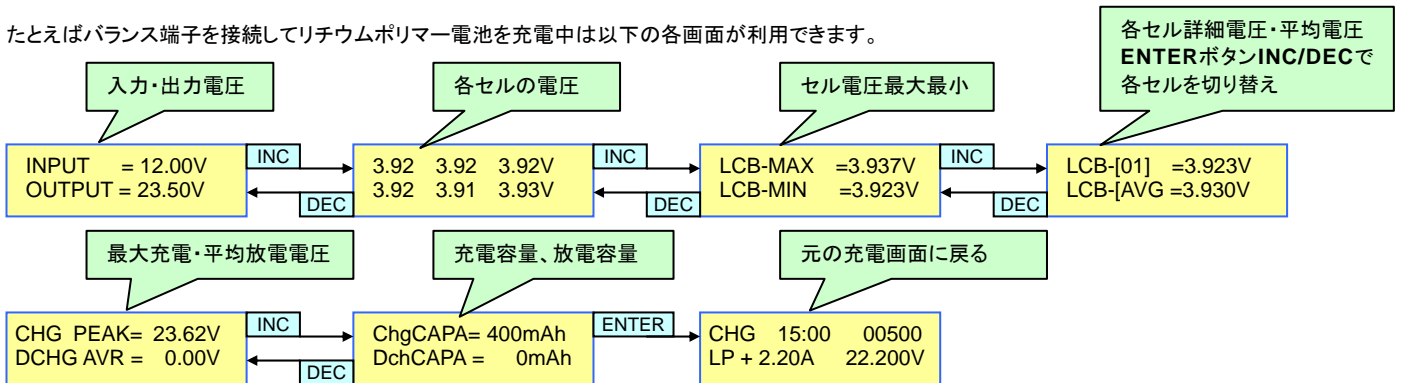 たとえばバランス端子を接続してリチウムポリマー電池を充電中は以下の各画面が利用できます。
入力・出力電圧
各セルの電圧
セル電圧最大最小
各セル詳細電圧・平均電圧
ENTERボタンINC/DECで
各セルを切り替え
INPUT = 12.00V
OUTPUT = 23.50V
INC
DEC
3.92 3.92 3.92V
3.92 3.91 3.93V
INC
DEC
LCB-MAX =3.937V
LCB-MIN =3.923V
INC
DEC
LCB-[01] =3.923V
LCB-[AVG =3.930V
最大充電・平均放電電圧
充電容量、放電容量
元の充電画面に戻る
CHG PEAK= 23.62V
DCHG AVR = 0.00V
INC
DEC
ChgCAPA= 400mAh
DchCAPA = 0mAh
ENTER
CHG 15:00 00500
LP + 2.20A 22.200V